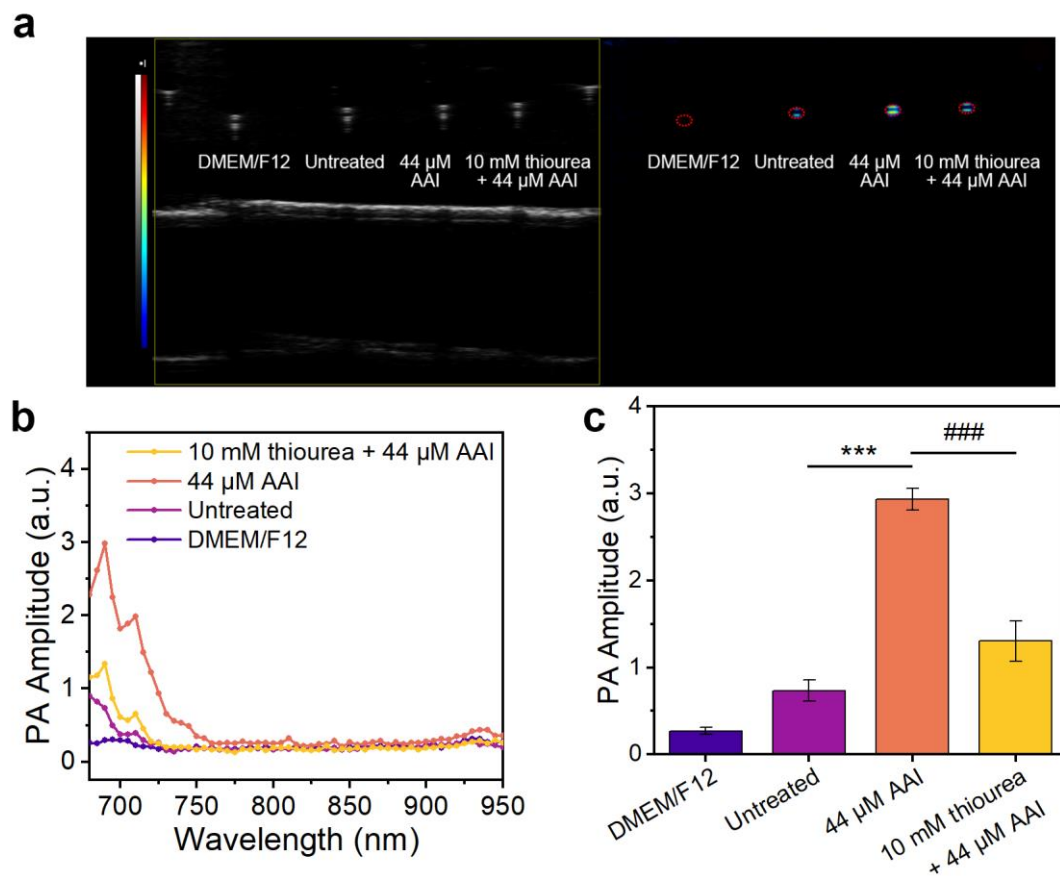 a
DMEM/F12 Untreated 44 µM AAI 10 mM thiourea + 44 µM AAI
DMEM/F12 Untreated 44 µM AAI 10 mM thiourea + 44 µM AAI
b
10 mM thiourea + 44 µM AAI
44 µM AAI
Untreated
DMEM/F12
PA Amplitude (a.u.)
4
3
2
1
0
700 750 800 850 900 950
Wavelength (nm)
c
*** ###
PA Amplitude (a.u.)
4
3
2
1
0
DMEM/F12
Untreated
44 µM AAI
10 mM thiourea
+ 44 µM AAI